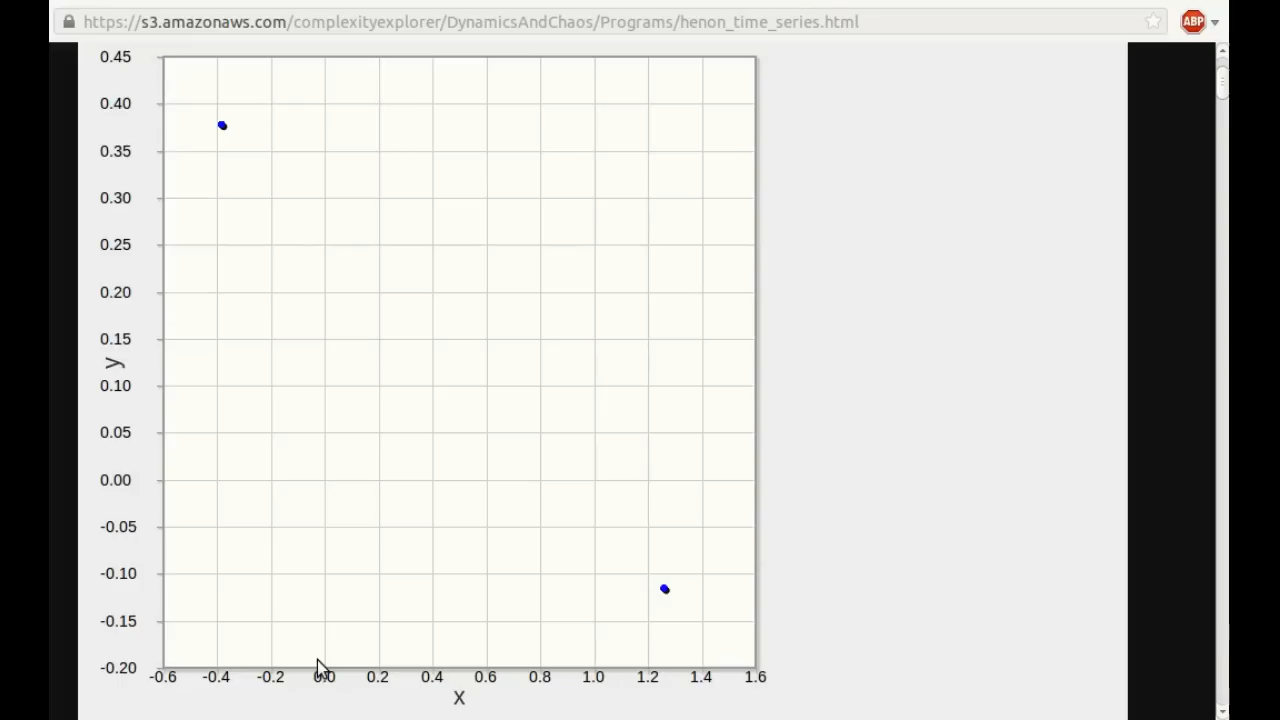 https://s3.amazonaws.com/complexityexplorer/DynamicsAndChaos/Programs/henon_time_series.html
ABP
0.45
0.40
0.35
0.30
0.25
0.20
0.15
y
0.10
0.05
0.00
-0.05
-0.10
-0.15
-0.20
-0.6 -0.4 -0.2 0.0 0.2 0.4 0.6 0.8 1.0 1.2 1.4 1.6
X